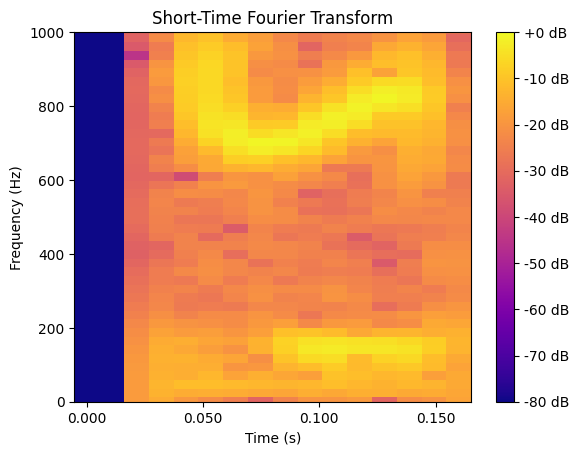 Short-Time Fourier Transform
Frequency (Hz)
1000
800
600
400
200
0
0.000
0.050
0.100
0.150
Time (s)
+0 dB
-10 dB
-20 dB
-30 dB
-40 dB
-50 dB
-60 dB
-70 dB
-80 dB